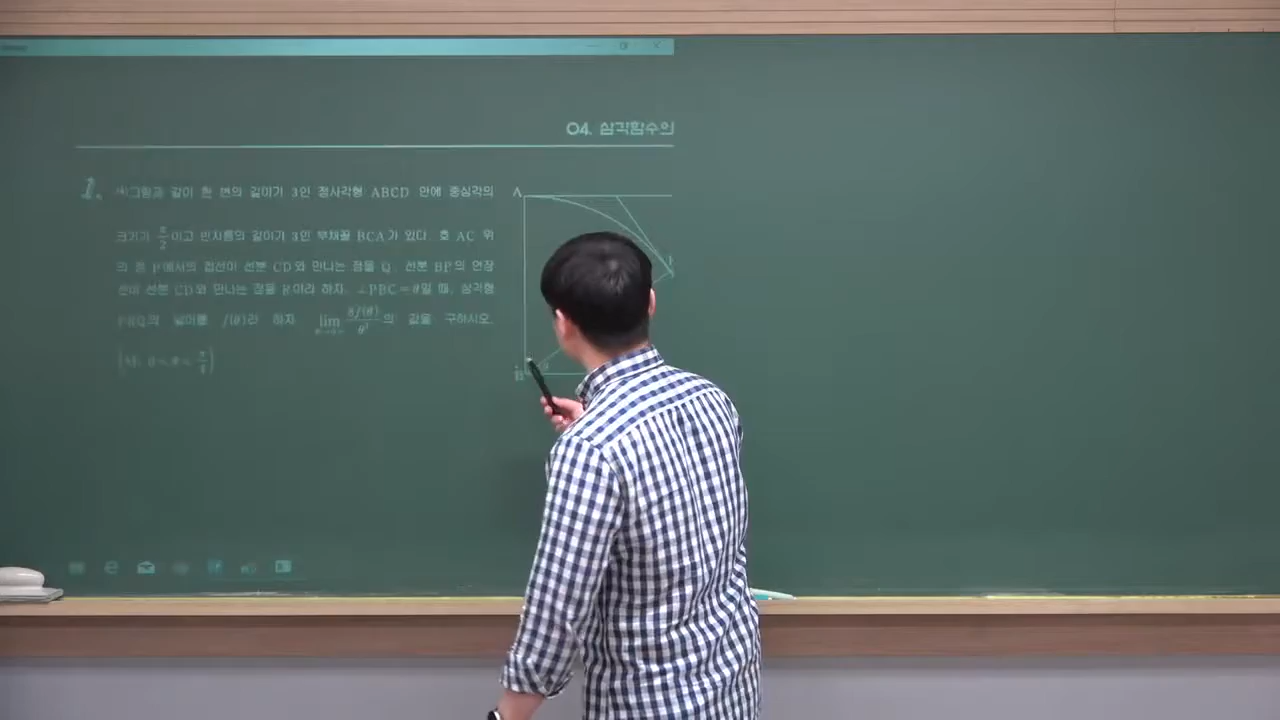 04. 삼각함수의
1. 그림과 같이 한 변의 길이가 3인 정사각형 ABCD 안에 중심각의
크기가 π/2 이고 반지름의 길이가 3인 부채꼴 BCA가 있다. 호 AC 위
의 점 P에서의 접선이 선분 CD와 만나는 점을 Q, 선분 BP의 연장
선이 선분 CD와 만나는 점을 R이라 하자. ∠PBC = θ일 때, 삼각형
PRQ의 넓이를 f(θ)라 하자. lim 8f(θ)/θ³ 의 값을 구하시오.
A
B
θ